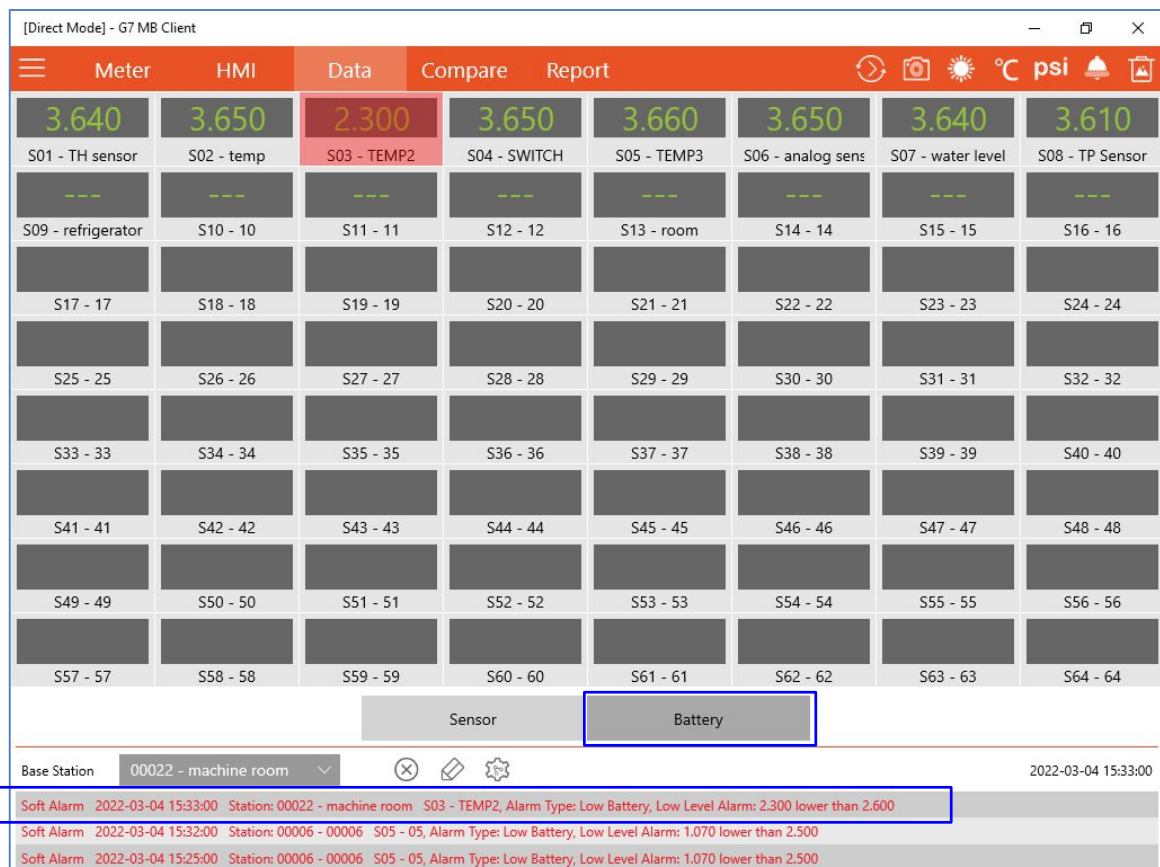 [Direct Mode] - G7 MB Client
Meter HMI Data Compare Report °C psi
3.640 3.650 2.300 3.650 3.660 3.650 3.640 3.610
S01 - TH sensor S02 - temp S03 - TEMP2 S04 - SWITCH S05 - TEMP3 S06 - analog sens S07 - water level S08 - TP Sensor
--- --- --- --- --- --- --- ---
S09 - refrigerator S10 - 10 S11 - 11 S12 - 12 S13 - room S14 - 14 S15 - 15 S16 - 16
S17 - 17 S18 - 18 S19 - 19 S20 - 20 S21 - 21 S22 - 22 S23 - 23 S24 - 24
S25 - 25 S26 - 26 S27 - 27 S28 - 28 S29 - 29 S30 - 30 S31 - 31 S32 - 32
S33 - 33 S34 - 34 S35 - 35 S36 - 36 S37 - 37 S38 - 38 S39 - 39 S40 - 40
S41 - 41 S42 - 42 S43 - 43 S44 - 44 S45 - 45 S46 - 46 S47 - 47 S48 - 48
S49 - 49 S50 - 50 S51 - 51 S52 - 52 S53 - 53 S54 - 54 S55 - 55 S56 - 56
S57 - 57 S58 - 58 S59 - 59 S60 - 60 S61 - 61 S62 - 62 S63 - 63 S64 - 64
Sensor Battery
Base Station 00022 - machine room 2022-03-04 15:33:00
Soft Alarm 2022-03-04 15:33:00 Station: 00022 - machine room S03 - TEMP2, Alarm Type: Low Battery, Low Level Alarm: 2.300 lower than 2.600
Soft Alarm 2022-03-04 15:32:00 Station: 00006 - 00006 S05 - 05, Alarm Type: Low Battery, Low Level Alarm: 1.070 lower than 2.500
Soft Alarm 2022-03-04 15:25:00 Station: 00006 - 00006 S05 - 05, Alarm Type: Low Battery, Low Level Alarm: 1.070 lower than 2.500